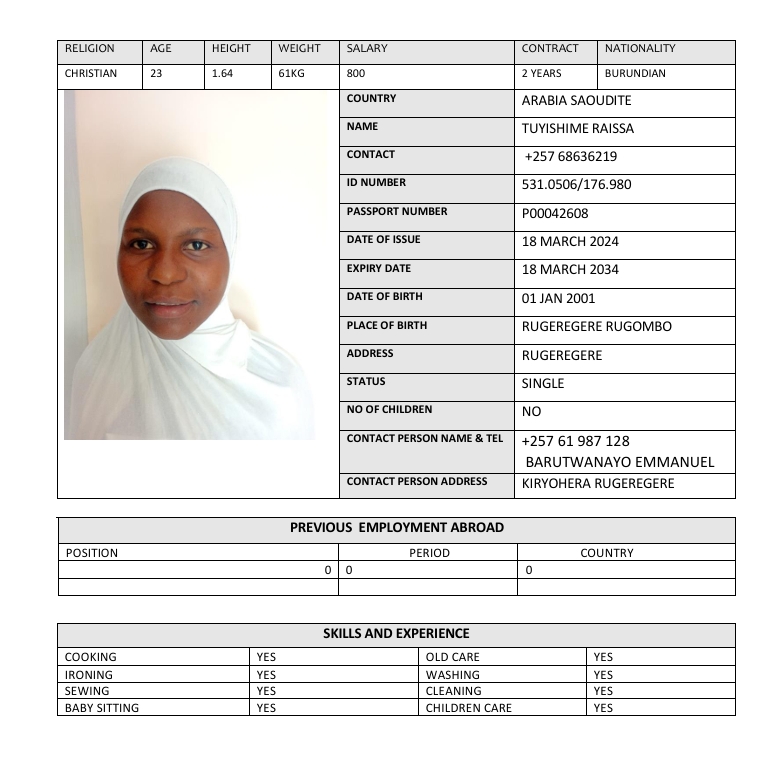 RELIGION AGE HEIGHT WEIGHT SALARY CONTRACT NATIONALITY
CHRISTIAN 23 1.64 61KG 800 2 YEARS BURUNDIAN
COUNTRY ARABIA SAOUDITE
NAME TUYISHIME RAISSA
CONTACT +257 68636219
ID NUMBER 531.0506/176.980
PASSPORT NUMBER P00042608
DATE OF ISSUE 18 MARCH 2024
EXPIRY DATE 18 MARCH 2034
DATE OF BIRTH 01 JAN 2001
PLACE OF BIRTH RUGEREGERE RUGOMBO
ADDRESS RUGEREGERE
STATUS SINGLE
NO OF CHILDREN NO
CONTACT PERSON NAME & TEL +257 61 987 128
BARUTWANAYO EMMANUEL
CONTACT PERSON ADDRESS KIRYOHERA RUGEREGERE
PREVIOUS EMPLOYMENT ABROAD
POSITION PERIOD COUNTRY
0 0 0
SKILLS AND EXPERIENCE
COOKING YES OLD CARE YES
IRONING YES WASHING YES
SEWING YES CLEANING YES
BABY SITTING YES CHILDREN CARE YES